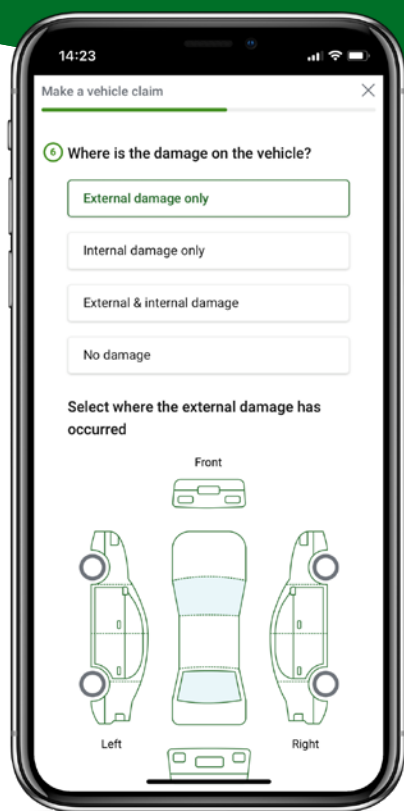 14:23
Make a vehicle claim
6 Where is the damage on the vehicle?
External damage only
Internal damage only
External & internal damage
No damage
Select where the external damage has
occurred
Front
Left
Right